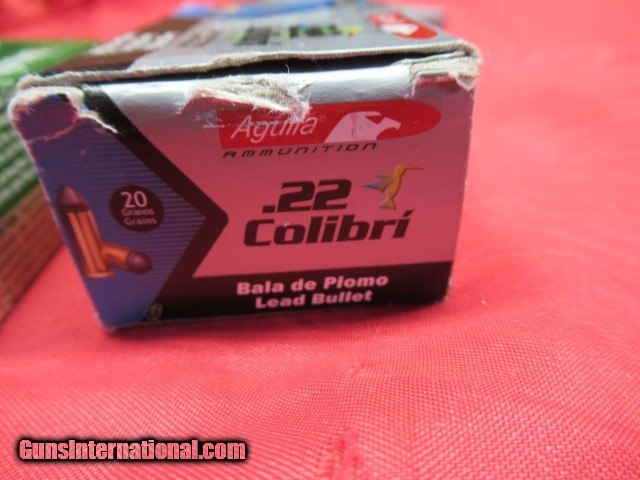 Aguila®
AMMUNITION
.22
Colibrí
20
Granos
Grains
Bala de Plomo
Lead Bullet
GunsInternational.com